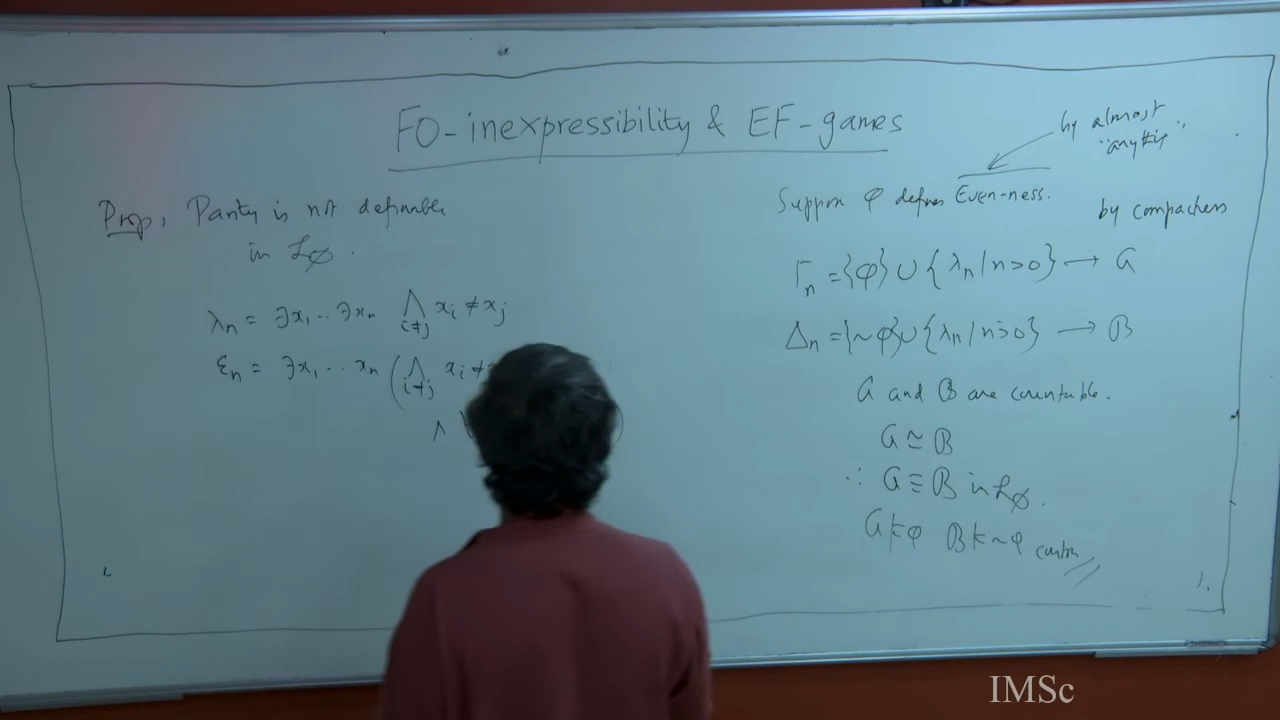 FO-inexpressibility & EF-games
Prop. Parity is not definable
in L∅.
λn = ∃x1 .. ∃xn ⋀i≠j xi ≠ xj
εn = ∃x1 .. xn ( ⋀i≠j xi ≠
∧
by almost
"anything"
Suppose φ defines Even-ness.
by compactness
Γn = {φ} ∪ {λn | n>0} → G
Δn = {~φ} ∪ {λn | n>0} → B
G and B are countable.
G ≃ B
∴ G ≡ B in L∅.
G ⊨ φ B ⊨ ~φ contra
IMSc